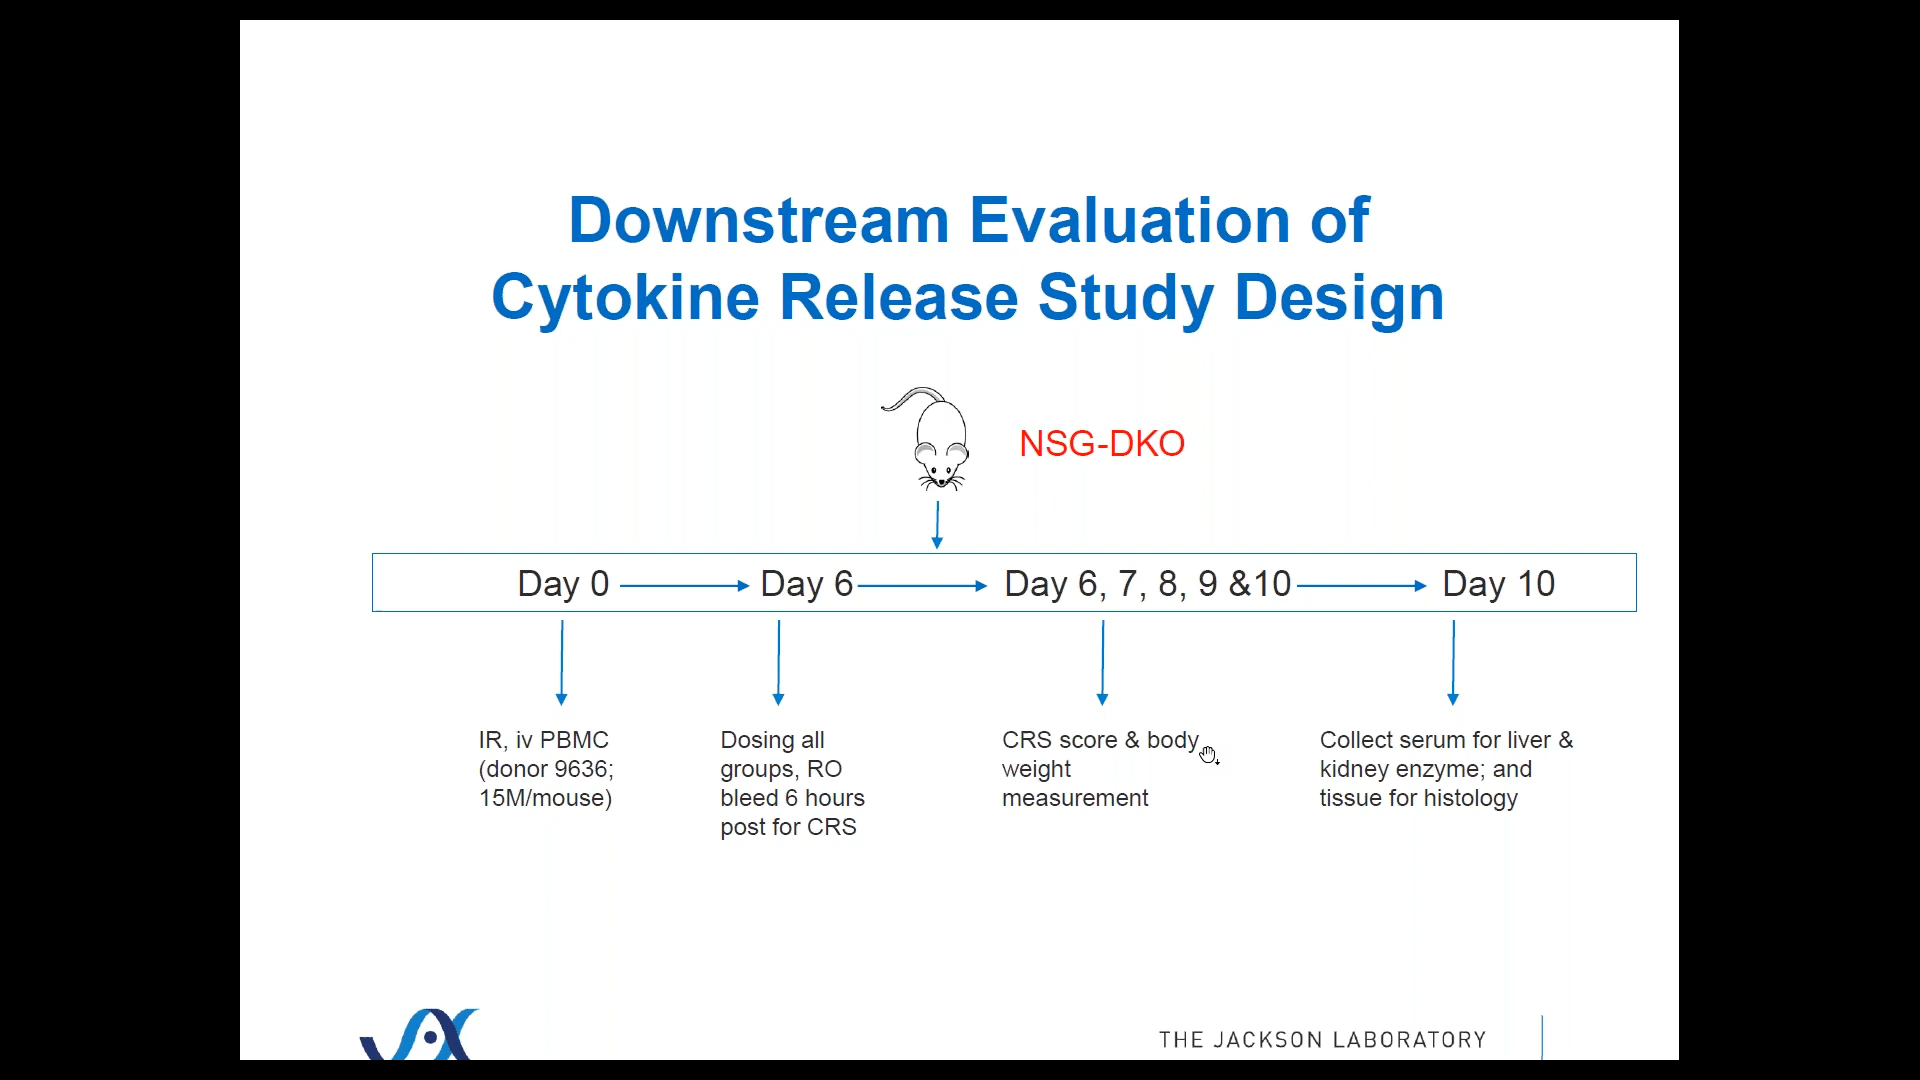 Downstream Evaluation of
Cytokine Release Study Design
NSG-DKO
Day 0
Day 6
Day 6, 7, 8, 9 &10
Day 10
IR, iv PBMC
(donor 9636;
15M/mouse)
Dosing all
groups, RO
bleed 6 hours
post for CRS
CRS score & body
weight
measurement
Collect serum for liver &
kidney enzyme; and
tissue for histology
THE JACKSON LABORATORY